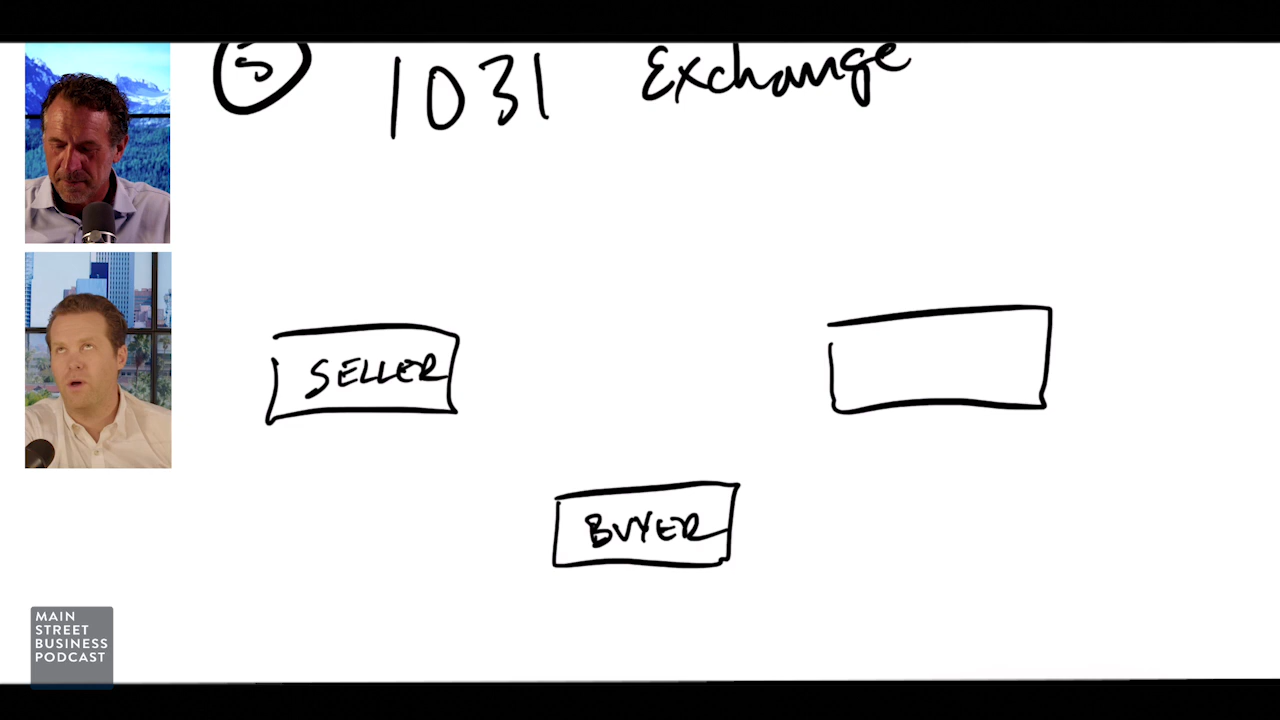 5 1031 Exchange
SELLER
BUYER
MAIN
STREET
BUSINESS
PODCAST